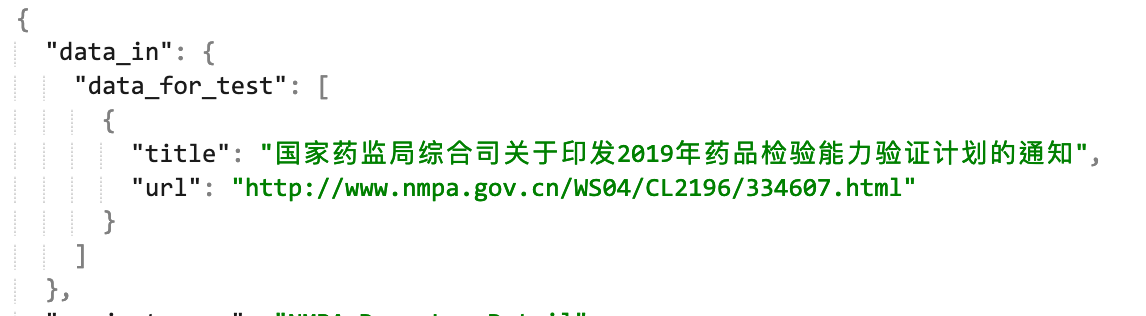 {
"data_in": {
"data_for_test": [
{
"title": "国家药监局综合司关于印发2019年药品检验能力验证计划的通知",
"url": "http://www.nmpa.gov.cn/WS04/CL2196/334607.html"
}
]
},